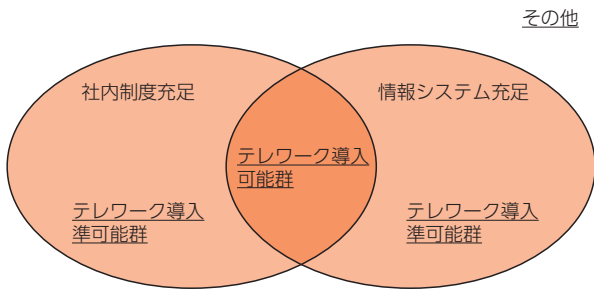 その他
社内制度充足
情報システム充足
テレワーク導入
可能群
テレワーク導入
準可能群
テレワーク導入
準可能群